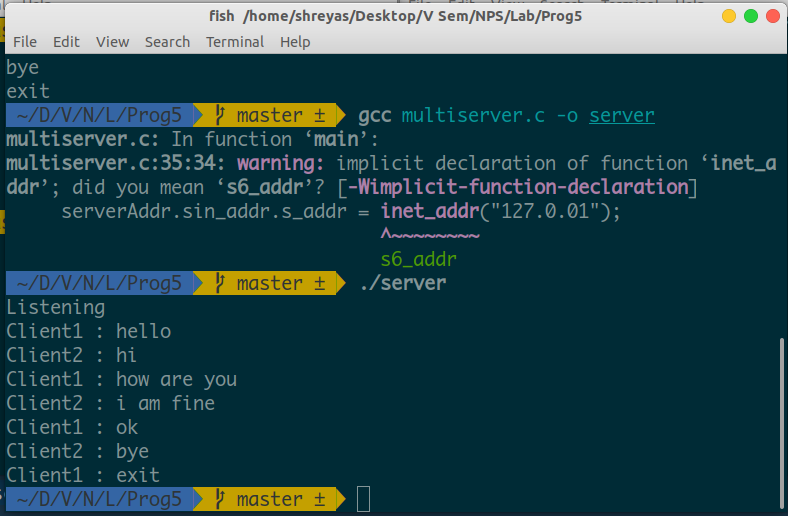 fish /home/shreyas/Desktop/V Sem/NPS/Lab/Prog5
File Edit View Search Terminal Help
bye
exit
~/D/V/N/L/Prog5 master ± gcc multiserver.c -o server
multiserver.c: In function ‘main’:
multiserver.c:35:34: warning: implicit declaration of function ‘inet_a
ddr’; did you mean ‘s6_addr’? [-Wimplicit-function-declaration]
serverAddr.sin_addr.s_addr = inet_addr("127.0.01");
^~~~~~~~~
s6_addr
~/D/V/N/L/Prog5 master ± ./server
Listening
Client1 : hello
Client2 : hi
Client1 : how are you
Client2 : i am fine
Client1 : ok
Client2 : bye
Client1 : exit
~/D/V/N/L/Prog5 master ±